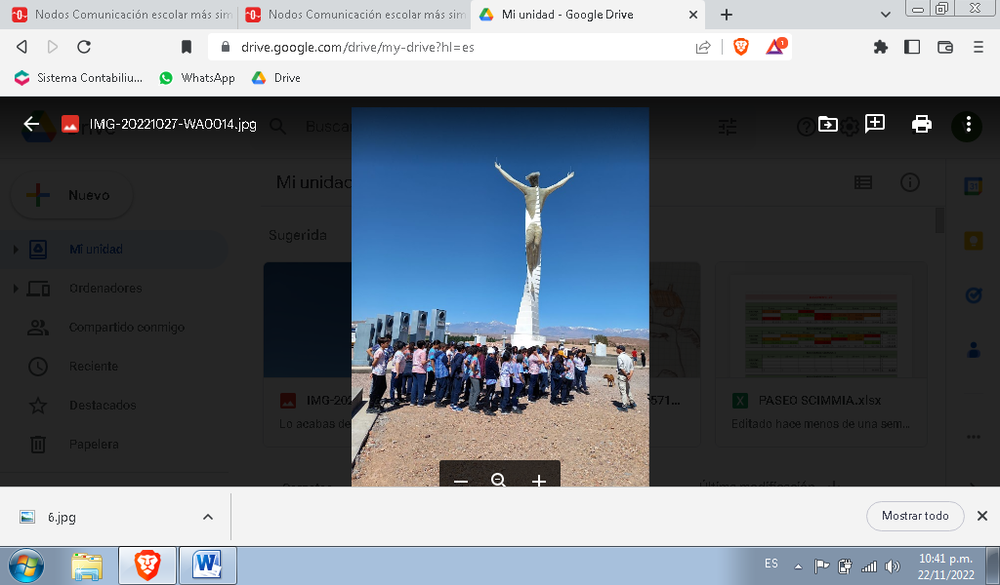 Nodos Comunicación escolar más sim
Nodos Comunicación escolar más sim
Mi unidad - Google Drive
drive.google.com/drive/my-drive?hl=es
1
Sistema Contabiliu...
WhatsApp
Drive
IMG-20221027-WA0014.jpg
Busca
Nuevo
Mi unidad
Mi unidad
Ordenadores
Compartido conmigo
Reciente
Destacados
Papelera
Sugerida
IMG-202
Lo acabas de
571...
PASEO SCIMMIA.xlsx
Editado hace menos de una sem...
Última modificación
6.jpg
Mostrar todo
W
ES
10:41 p.m.
22/11/2022